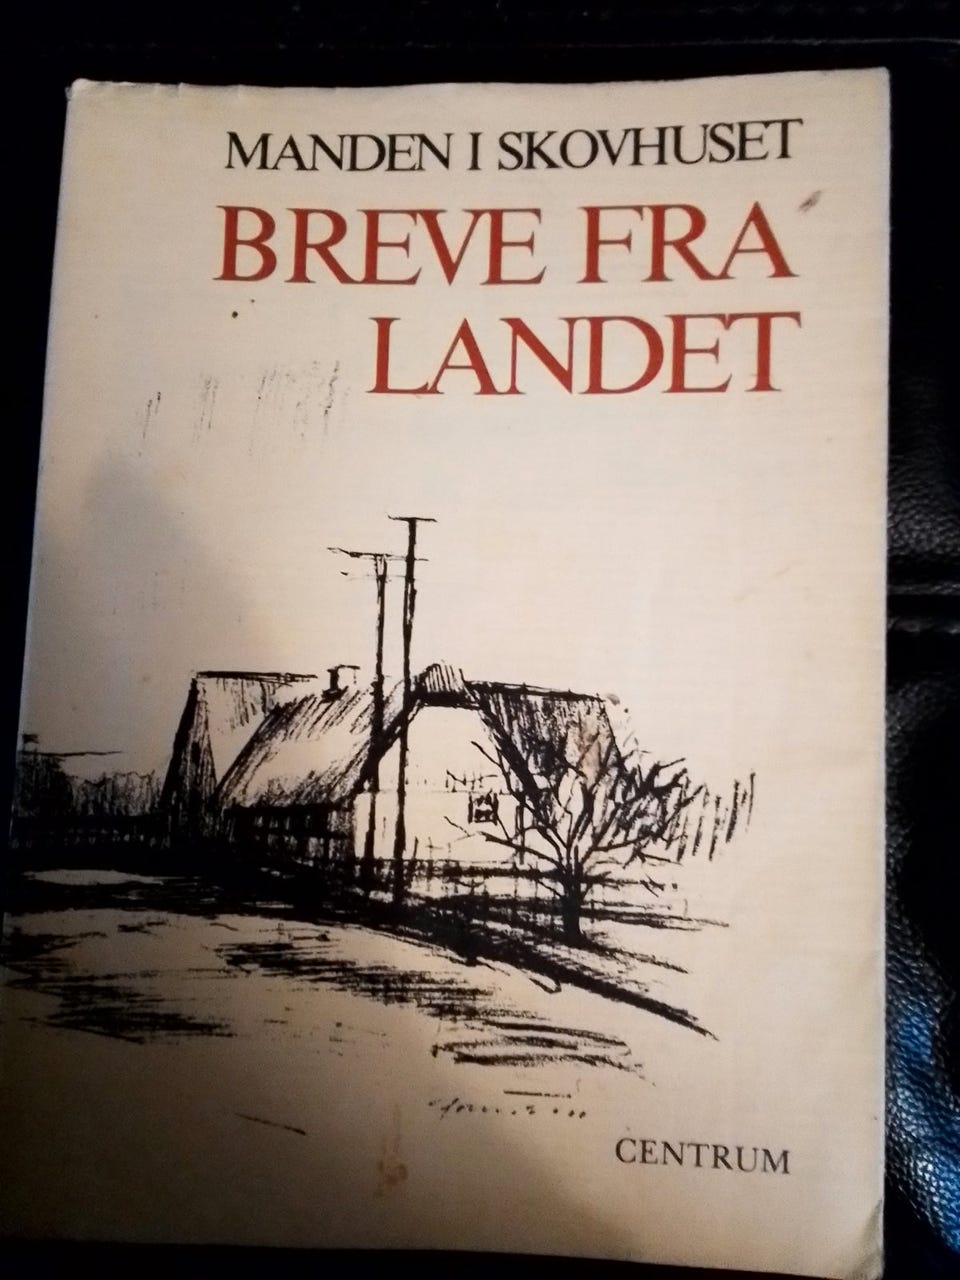 MANDEN I SKOVHUSET
BREVE FRA
LANDET
CENTRUM